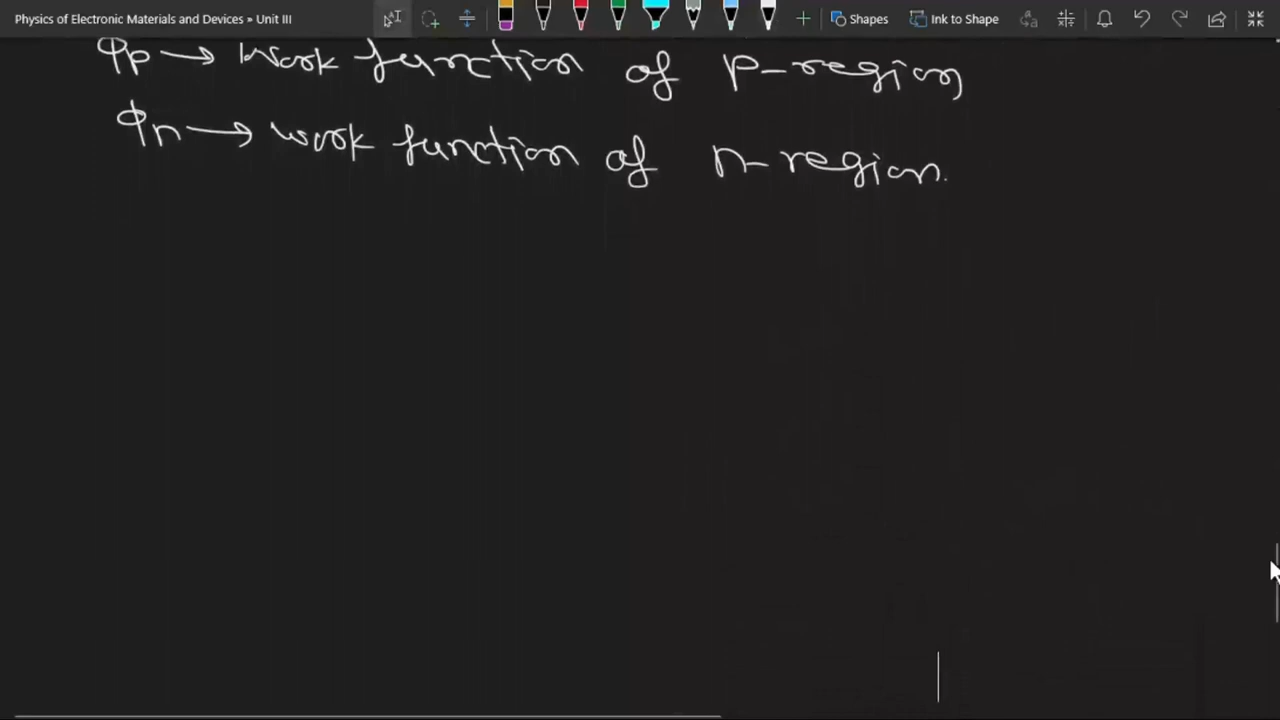 Physics of Electronic Materials and Devices » Unit III
Shapes
Ink to Shape
φp → Work function of p-region
φn → work function of n-region.